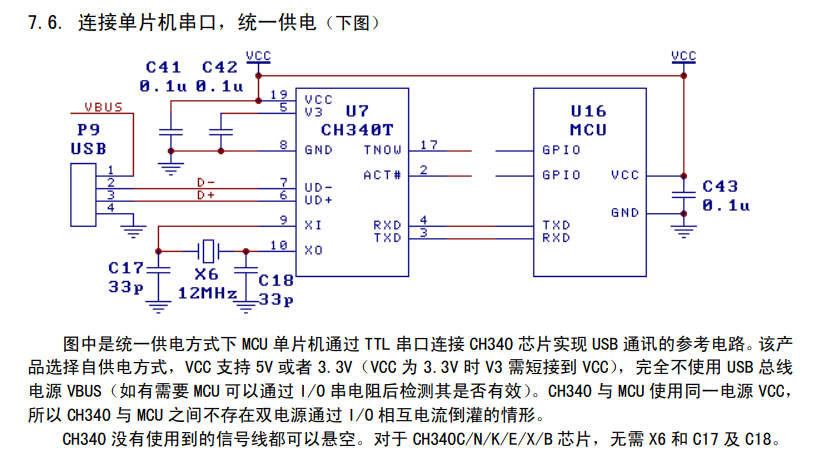 7.6. 连接单片机串口，统一供电（下图）
VCC
VCC
C41 C42
0.1u 0.1u
VBUS
P9
USB
1
2
3
4
D-
D+
19
5
8
7
6
9
10
VCC
V3
GND
UD-
UD+
XI
XO
U7
CH340T
TNOW
ACT#
RXD
TXD
17
2
4
3
U16
MCU
GPIO
GPIO
VCC
GND
TXD
RXD
C43
0.1u
C17
33p
X6
12MHz
C18
33p
图中是统一供电方式下 MCU 单片机通过 TTL 串口连接 CH340 芯片实现 USB 通讯的参考电路。该产
品选择自供电方式，VCC 支持 5V 或者 3.3V（VCC 为 3.3V 时 V3 需短接到 VCC），完全不使用 USB 总线
电源 VBUS（如有需要 MCU 可以通过 I/O 串电阻后检测其是否有效）。CH340 与 MCU 使用同一电源 VCC，
所以 CH340 与 MCU 之间不存在双电源通过 I/O 相互电流倒灌的情形。
CH340 没有使用到的信号线都可以悬空。对于 CH340C/N/K/E/X/B 芯片，无需 X6 和 C17 及 C18。